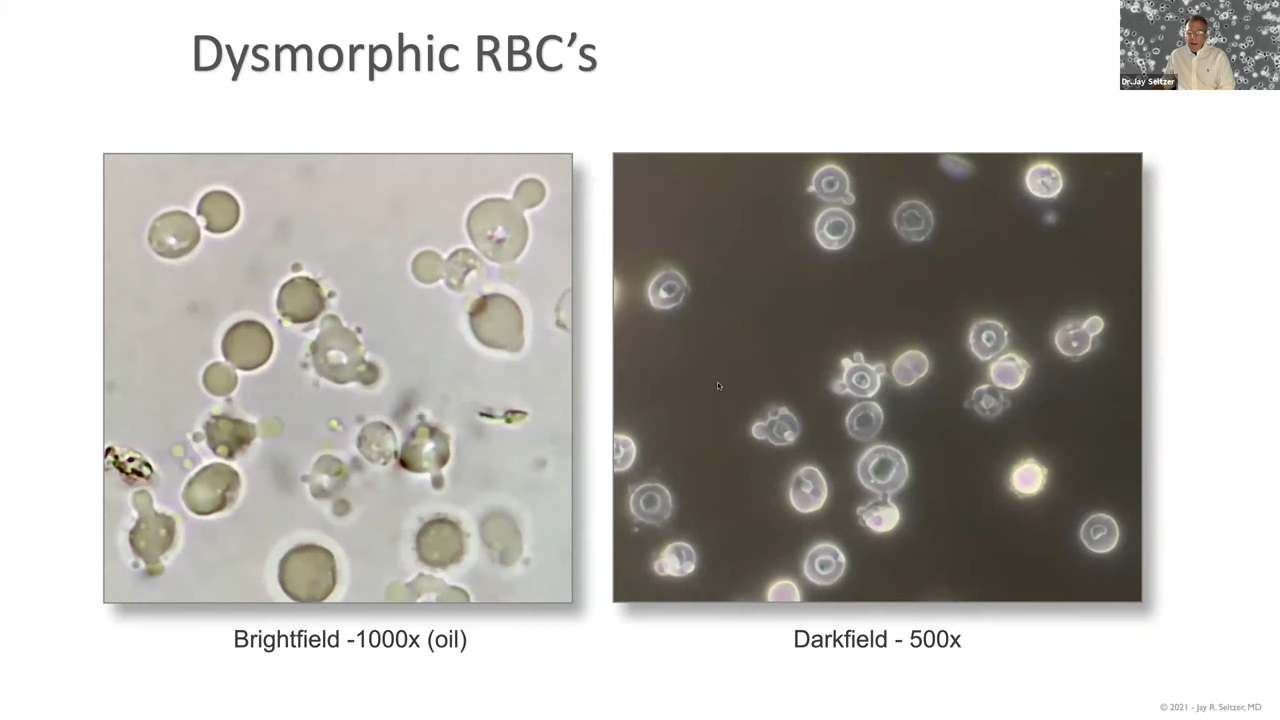 Dysmorphic RBC’s
Dr.Jay Seltzer
Brightfield -1000x (oil)
Darkfield - 500x
© 2021 - Jay R. Seltzer, MD